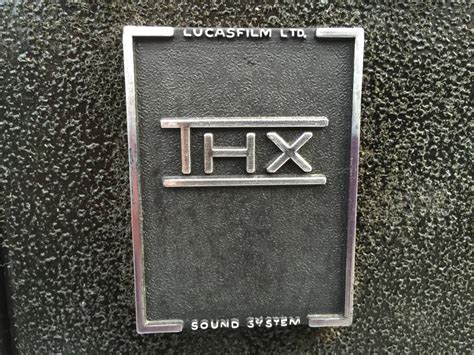 LUCASFILM LTD.
THX
SOUND SYSTEM